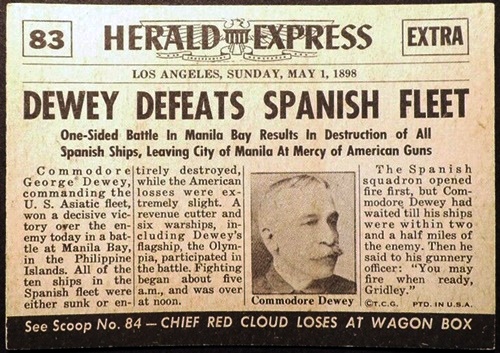 83
HERALD EXPRESS
EXTRA
LOS ANGELES, SUNDAY, MAY 1, 1898
DEWEY DEFEATS SPANISH FLEET
One-Sided Battle In Manila Bay Results In Destruction of All
Spanish Ships, Leaving City of Manila At Mercy of American Guns
Commodore
George Dewey,
commanding the
U. S. Asiatic fleet,
won a decisive vic-
tory over the
enemy today in a bat-
tle at Manila Bay,
in the Philippine
Islands. All of the
ten ships in the
Spanish fleet were
either sunk or en-
tirely destroyed,
while the American
losses were ex-
tremely slight. A
revenue cutter and
six warships, in-
cluding Dewey's
flagship, the Olym-
pia, participated in
the battle. Fighting
began about five
a.m., and was over
at noon.
Commodore Dewey
The Spanish
squadron opened
fire first, but Com-
modore Dewey had
waited till his ships
were within two
and a half miles of
the enemy. Then he
said to his gunnery
officer: "You may
fire when ready,
Gridley."
©T.C.G. PTD. IN U.S.A.
See Scoop No. 84 — CHIEF RED CLOUD LOSES AT WAGON BOX